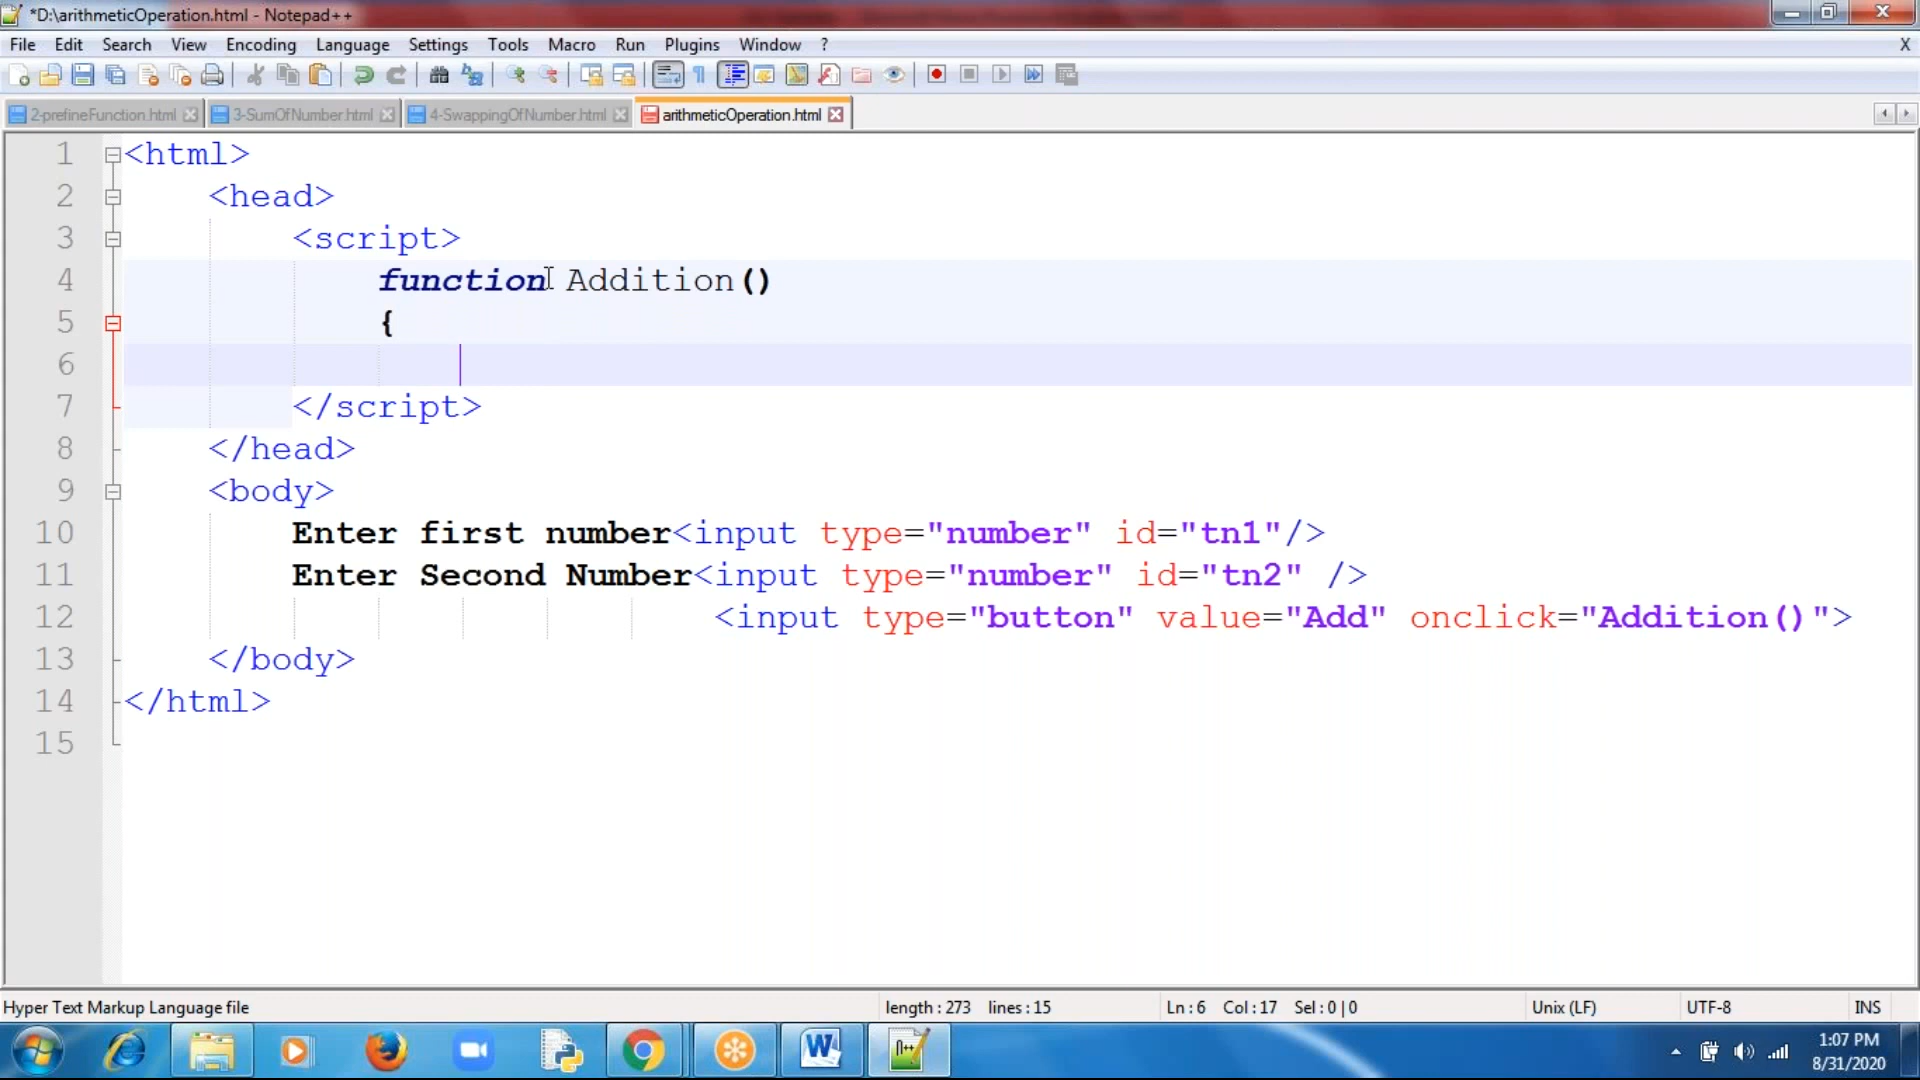 *D:\arithmeticOperation.html - Notepad++
File Edit Search View Encoding Language Settings Tools Macro Run Plugins Window ? X
2-prefineFunction.html 3-SumOfNumber.html 4-SwappingOfNumber.html arithmeticOperation.html
1 <html>
2 <head>
3 <script>
4 function Addition()
5 {
6
7 </script>
8 </head>
9 <body>
10 Enter first number<input type="number" id="tn1"/>
11 Enter Second Number<input type="number" id="tn2" />
12 <input type="button" value="Add" onclick="Addition()">
13 </body>
14 </html>
15
Hyper Text Markup Language file length : 273 lines : 15 Ln : 6 Col : 17 Sel : 0 | 0 Unix (LF) UTF-8 INS
1:07 PM
8/31/2020